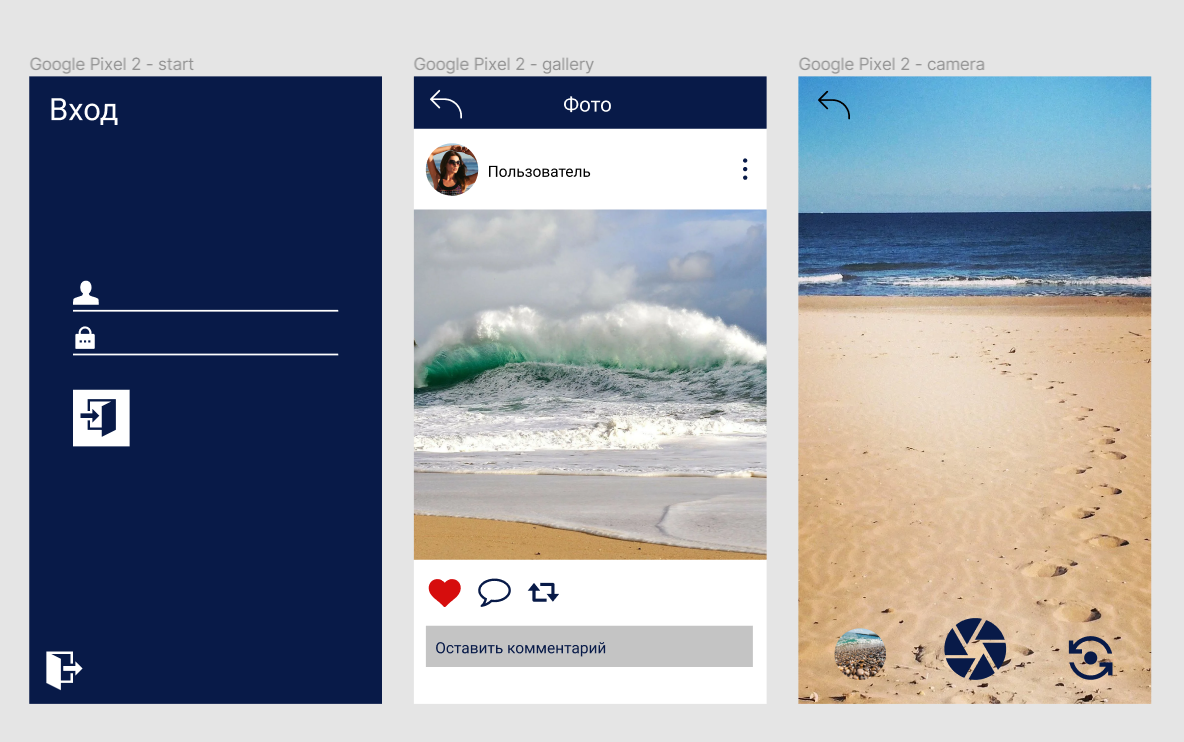 Google Pixel 2 - start
Вход
Google Pixel 2 - gallery
Фото
Пользователь
Оставить комментарий
Google Pixel 2 - camera